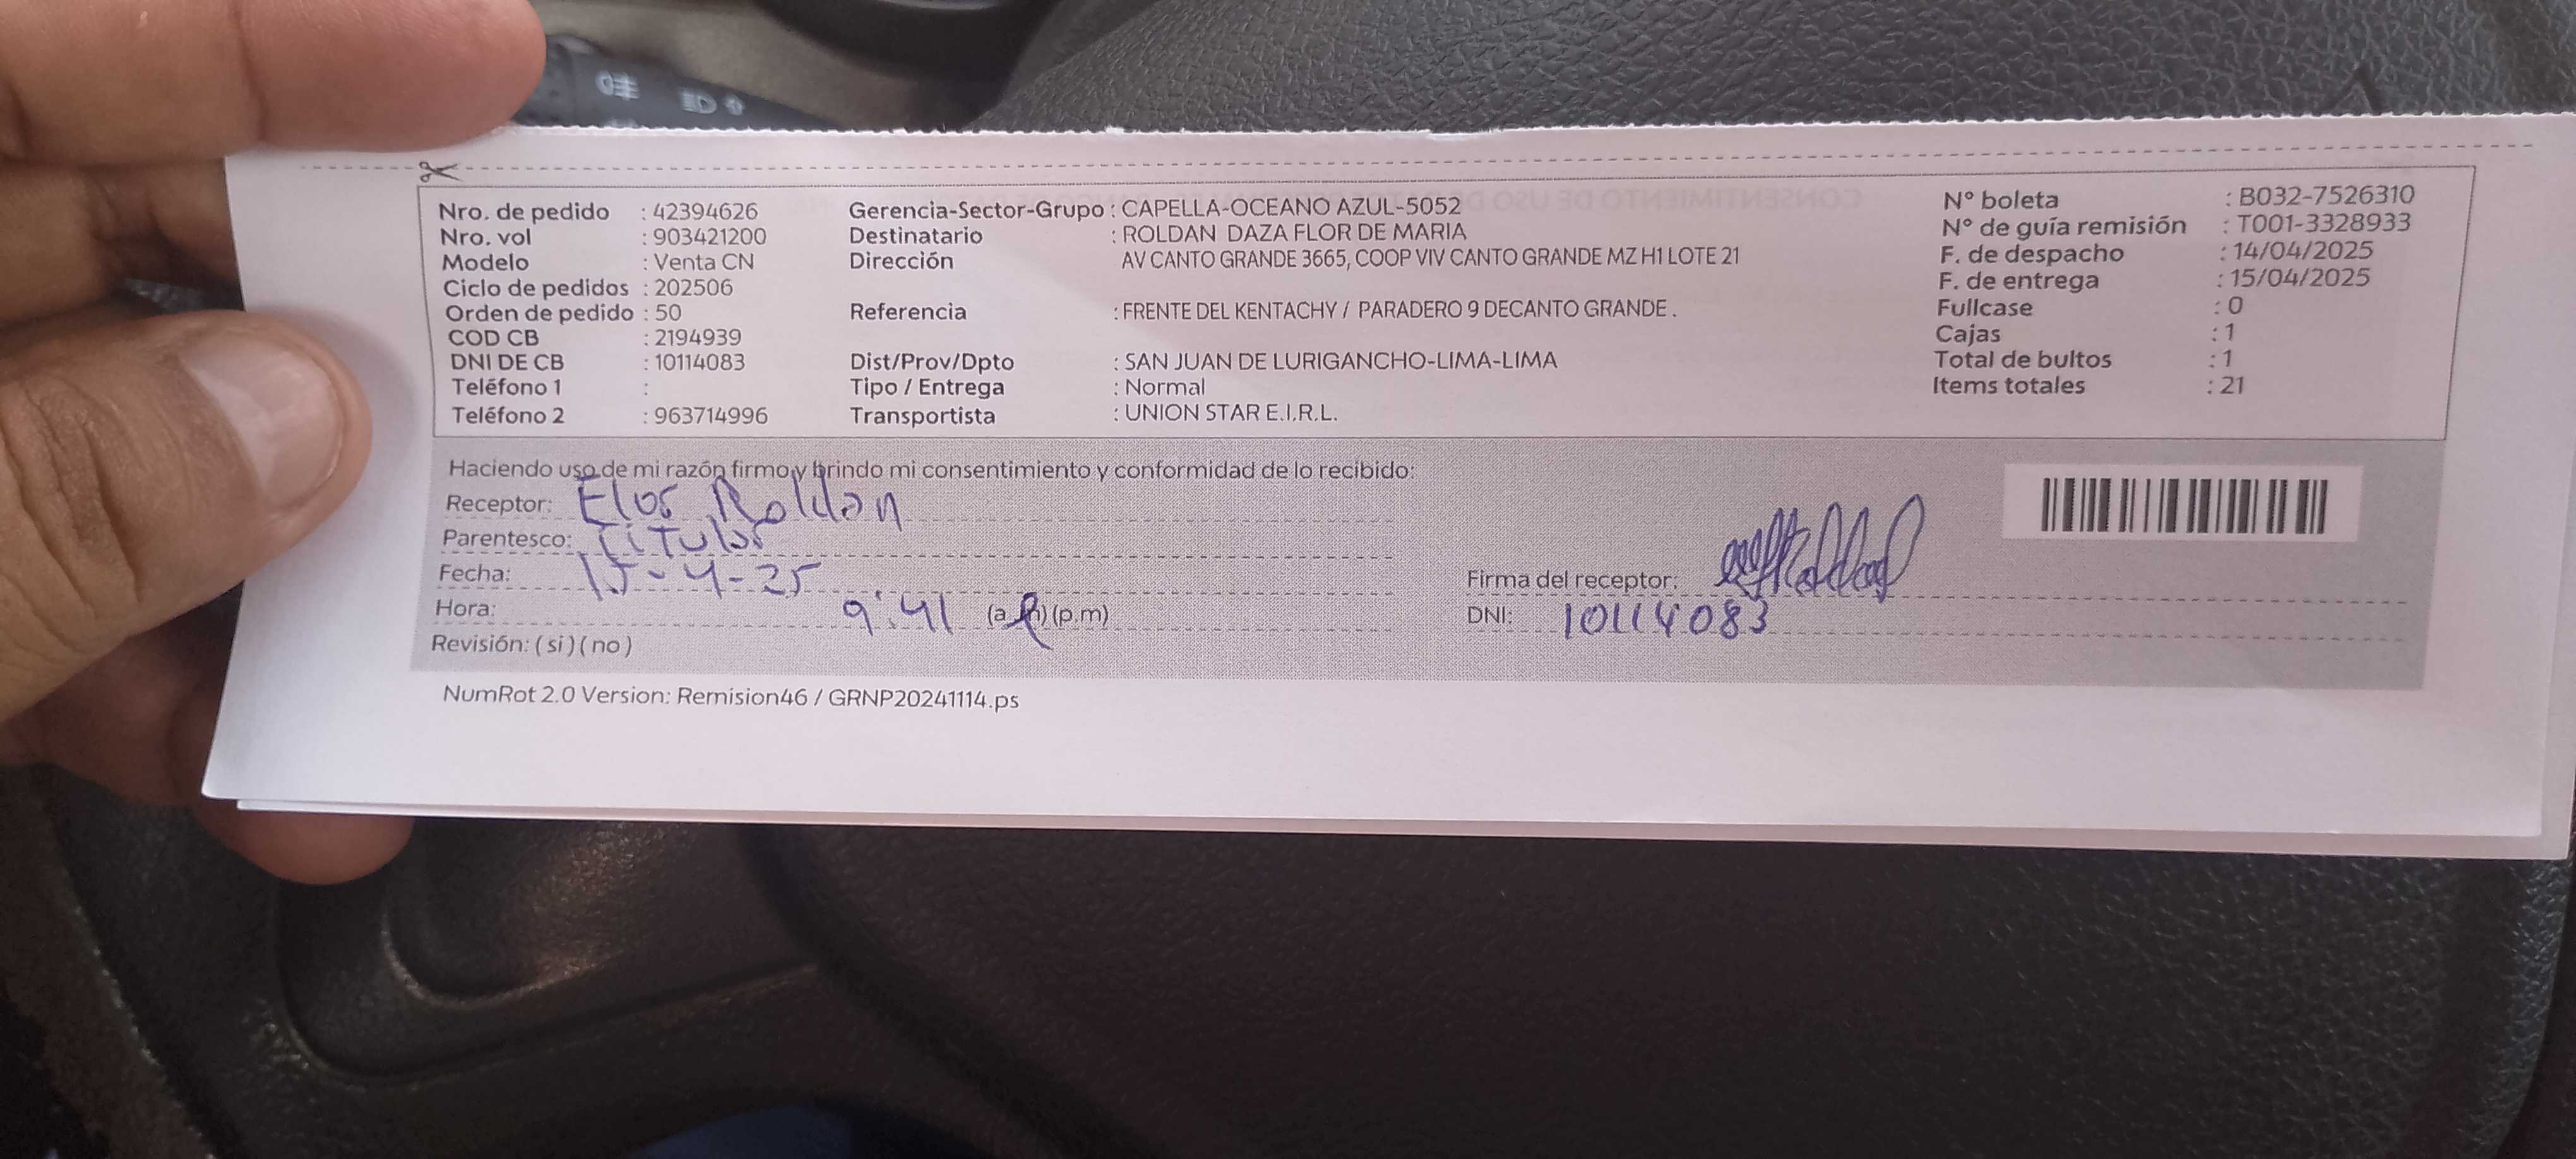 Nro. de pedido : 42394626
Nro. vol : 903421200
Modelo : Venta CN
Ciclo de pedidos : 202506
Orden de pedido : 50
COD CB : 2194939
DNI DE CB : 10114083
Teléfono 1 :
Teléfono 2 : 963714996
Gerencia-Sector-Grupo : CAPELLA-OCEANO AZUL-5052
Destinatario : ROLDAN DAZA FLOR DE MARIA
Dirección AV CANTO GRANDE 3665, COOP VIV CANTO GRANDE MZ H1 LOTE 21
Referencia : FRENTE DEL KENTACHY / PARADERO 9 DECANTO GRANDE .
Dist/Prov/Dpto : SAN JUAN DE LURIGANCHO-LIMA-LIMA
Tipo / Entrega : Normal
Transportista : UNION STAR E.I.R.L.
N° boleta : B032-7526310
N° de guía remisión : T001-3328933
F. de despacho : 14/04/2025
F. de entrega : 15/04/2025
Fullcase : 0
Cajas : 1
Total de bultos : 1
Items totales : 21
Haciendo uso de mi razón firmo y brindo mi consentimiento y conformidad de lo recibido:
Receptor: Flor Roldan
Parentesco: Titular
Fecha: 15-4-25
Hora: 9:41 (a.m) (p.m)
Revisión: ( si ) ( no )
Firma del receptor:
DNI: 10114083
NumRot 2.0 Version: Remision46 / GRNP20241114.ps